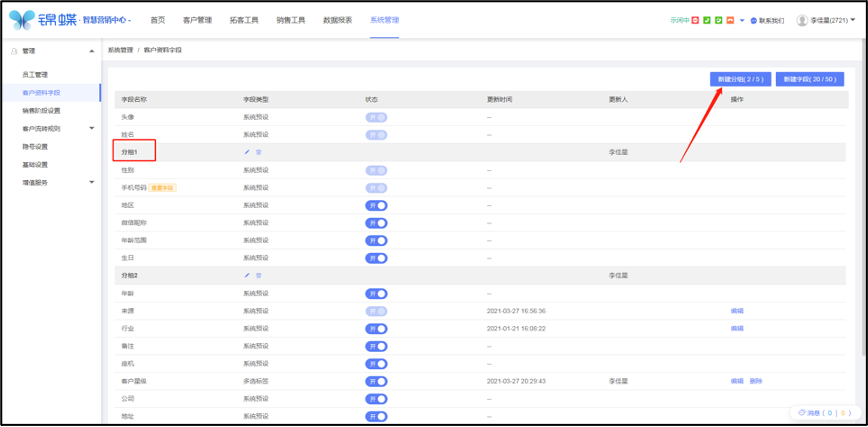 锦蝶 · 智慧营销中心 首页 客户管理 拓客工具 销售工具 数据报表 系统管理 示闲中 联系我们 李佳星(2721)
管理
员工管理
客户资料字段
销售阶段设置
客户流转规则
隐号设置
基础设置
增值服务
系统管理 / 客户资料字段
新建分组( 2 / 5 ) 新建字段( 20 / 50 )
字段名称 字段类型 状态 更新时间 更新人 操作
头像 系统预设 开 --
姓名 系统预设 开 --
分组1 李佳星
性别 系统预设 开 --
手机号码 重要字段 系统预设 开 --
地区 系统预设 开 --
微信昵称 系统预设 开 --
年龄范围 系统预设 开 --
生日 系统预设 开 --
分组2 李佳星
年龄 系统预设 开 --
来源 系统预设 开 2021-03-27 16:56:36 编辑
行业 系统预设 开 2021-01-21 16:06:22 编辑
备注 系统预设 开 --
座机 系统预设 开 --
客户星级 多选标签 开 2021-03-27 20:29:43 李佳星 编辑 删除
公司 系统预设 开 --
地址 系统预设 开 --
消息 ( 0 | 0 )